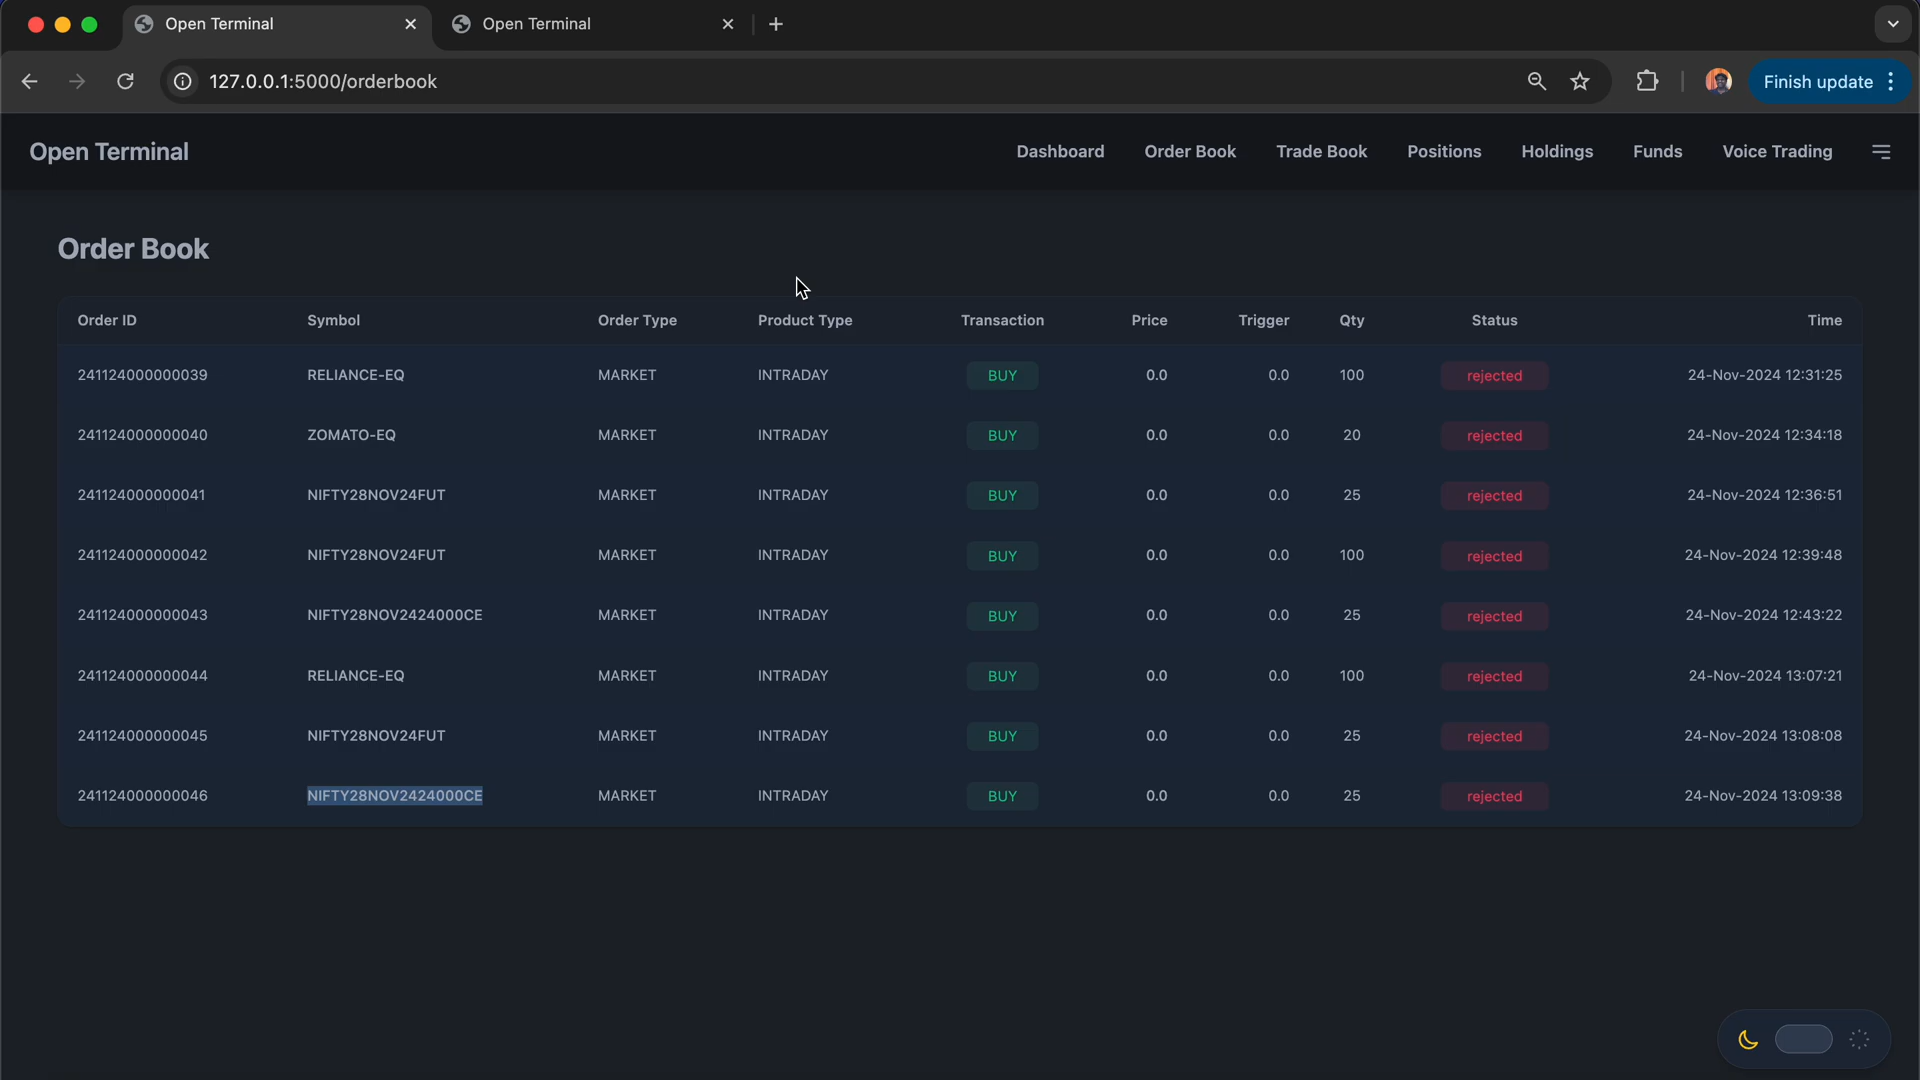 Open Terminal
Open Terminal
127.0.0.1:5000/orderbook
Finish update
Open Terminal
Dashboard Order Book Trade Book Positions Holdings Funds Voice Trading
Order Book
Order ID Symbol Order Type Product Type Transaction Price Trigger Qty Status Time
241124000000039 RELIANCE-EQ MARKET INTRADAY BUY 0.0 0.0 100 rejected 24-Nov-2024 12:31:25
241124000000040 ZOMATO-EQ MARKET INTRADAY BUY 0.0 0.0 20 rejected 24-Nov-2024 12:34:18
241124000000041 NIFTY28NOV24FUT MARKET INTRADAY BUY 0.0 0.0 25 rejected 24-Nov-2024 12:36:51
241124000000042 NIFTY28NOV24FUT MARKET INTRADAY BUY 0.0 0.0 100 rejected 24-Nov-2024 12:39:48
241124000000043 NIFTY28NOV2424000CE MARKET INTRADAY BUY 0.0 0.0 25 rejected 24-Nov-2024 12:43:22
241124000000044 RELIANCE-EQ MARKET INTRADAY BUY 0.0 0.0 100 rejected 24-Nov-2024 13:07:21
241124000000045 NIFTY28NOV24FUT MARKET INTRADAY BUY 0.0 0.0 25 rejected 24-Nov-2024 13:08:08
241124000000046 NIFTY28NOV2424000CE MARKET INTRADAY BUY 0.0 0.0 25 rejected 24-Nov-2024 13:09:38